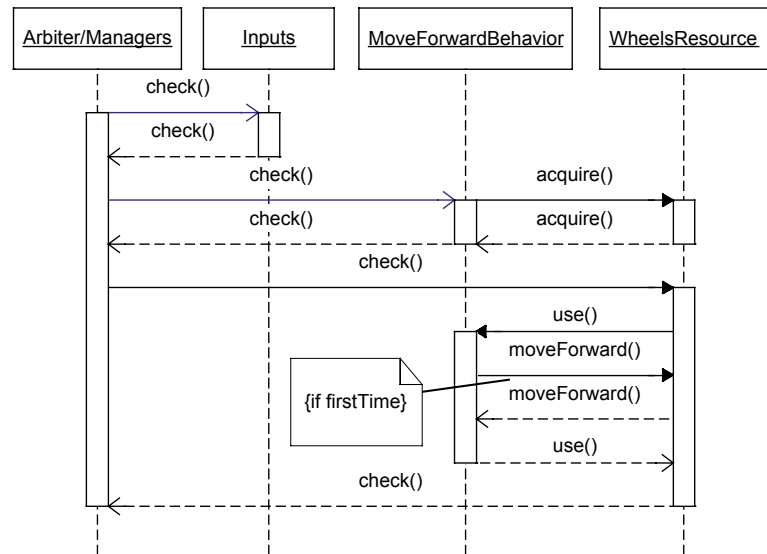 Arbiter/Managers
Inputs
MoveForwardBehavior
WheelsResource
check()
check()
check()
acquire()
check()
acquire()
check()
use()
moveForward()
{if firstTime}
moveForward()
use()
check()